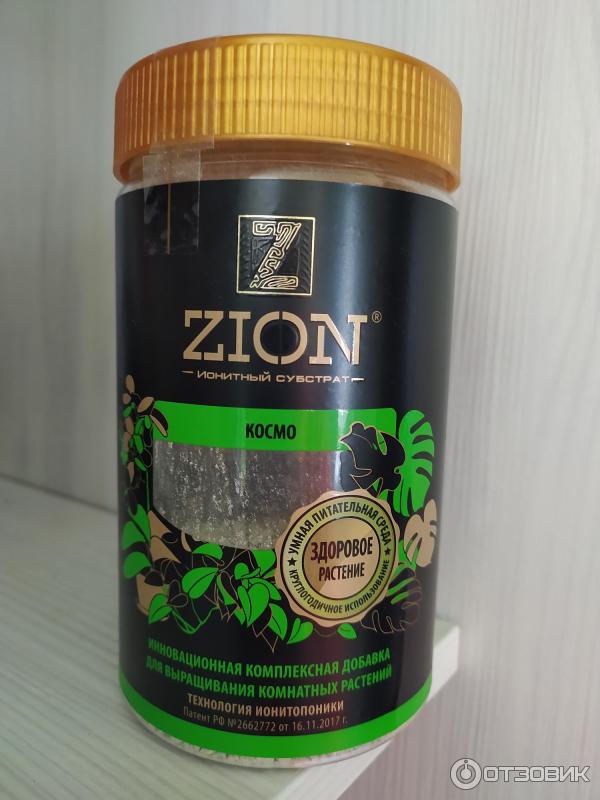 ZION®
ИОНИТНЫЙ СУБСТРАТ
КОСМО
УМНАЯ ПИТАТЕЛЬНАЯ СРЕДА
ЗДОРОВОЕ
РАСТЕНИЕ
КРУГЛОГОДИЧНОЕ ИСПОЛЬЗОВАНИЕ
ИННОВАЦИОННАЯ КОМПЛЕКСНАЯ ДОБАВКА
ДЛЯ ВЫРАЩИВАНИЯ КОМНАТНЫХ РАСТЕНИЙ
ТЕХНОЛОГИЯ ИОНИТОПОНИКИ
Патент РФ №2662772 от 16.11.2017 г.
ОТЗОВИК